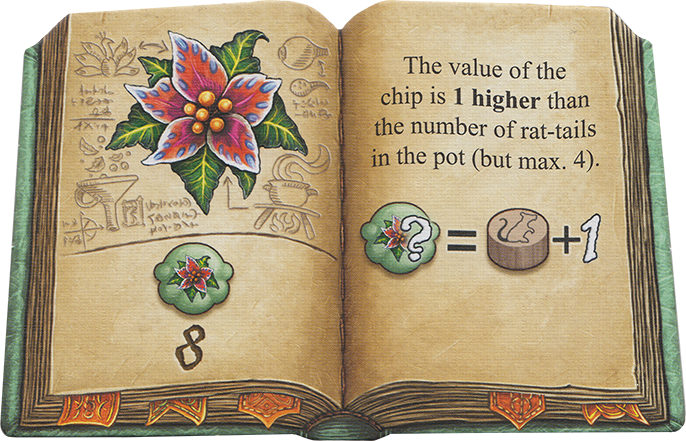 8
The value of the
chip is 1 higher than
the number of rat-tails
in the pot (but max. 4).
? = +1